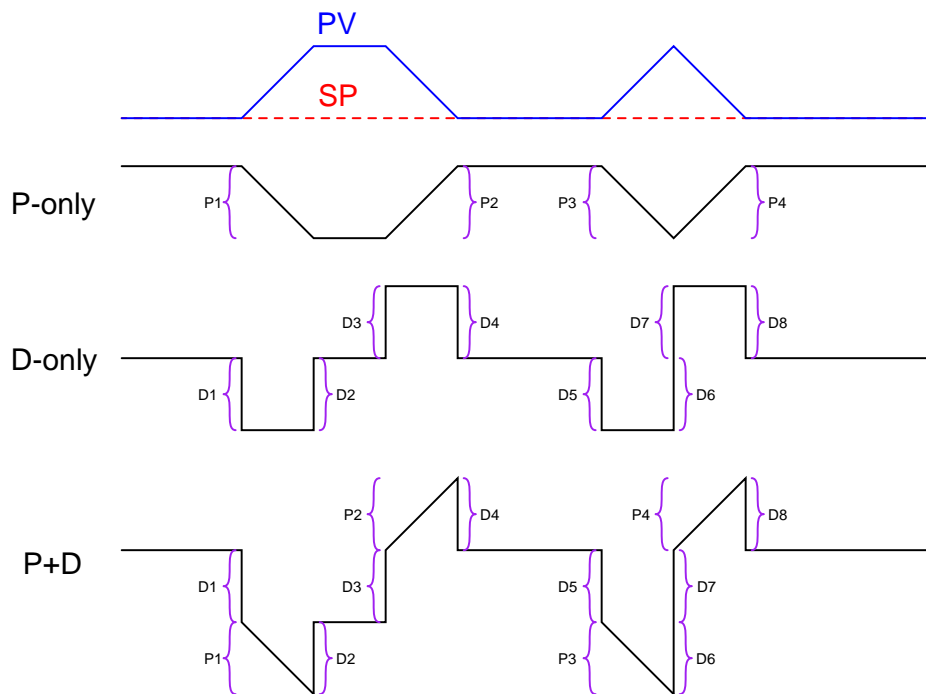 PV
SP
P-only
P1
P2
P3
P4
D-only
D3
D4
D7
D8
D1
D2
D5
D6
P+D
P2
D4
P4
D8
D1
D3
D5
D7
P1
D2
P3
D6